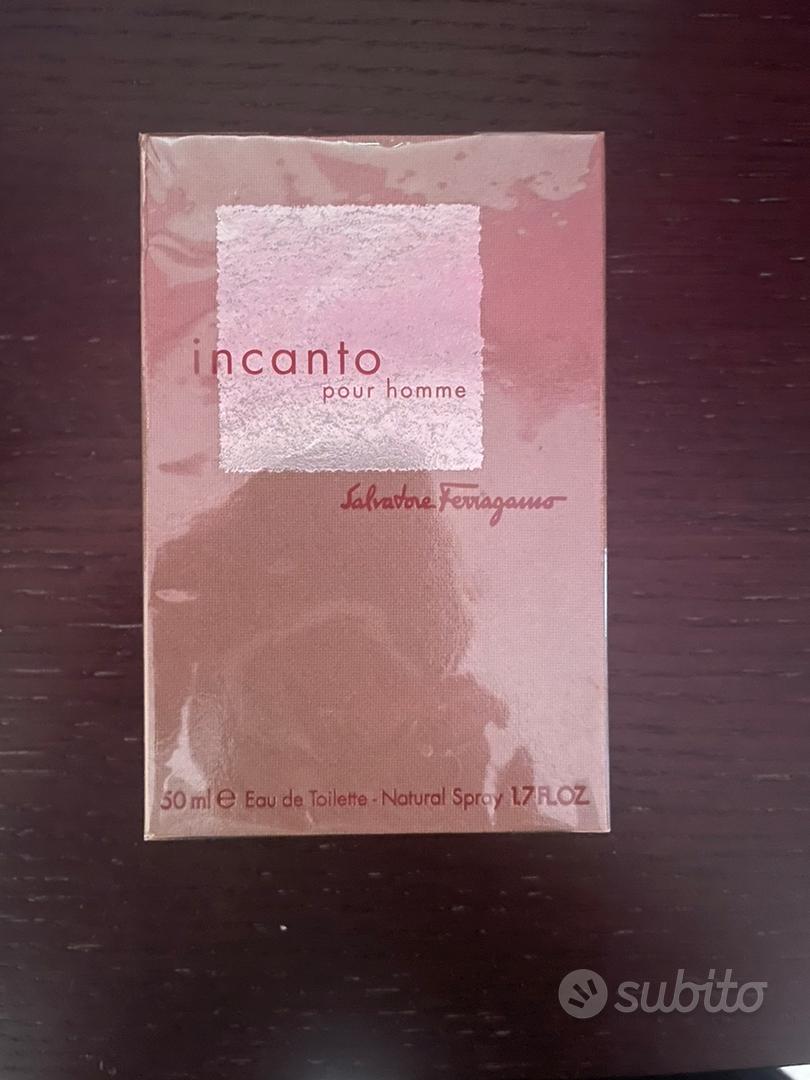 incanto
pour homme
Salvatore Ferragamo
50 ml e Eau de Toilette - Natural Spray 1.7 FL.OZ.
subito